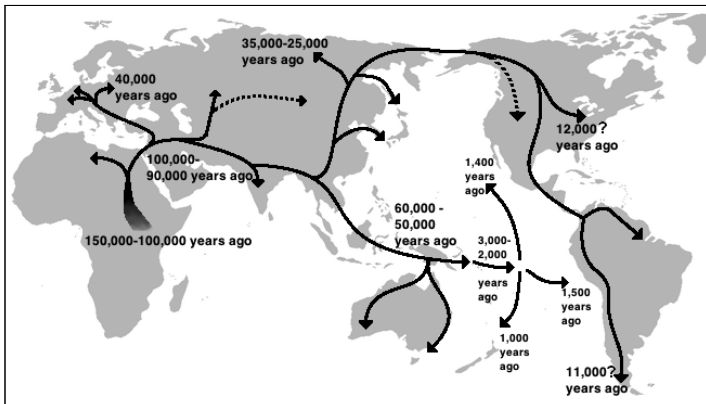 35,000-25,000
years ago
40,000
years ago
12,000?
years ago
100,000-
90,000 years ago
1,400
years
ago
60,000 -
50,000
years ago
150,000-100,000 years ago
3,000-
2,000
years
ago
1,500
years
ago
1,000
years
ago
11,000?
years ago